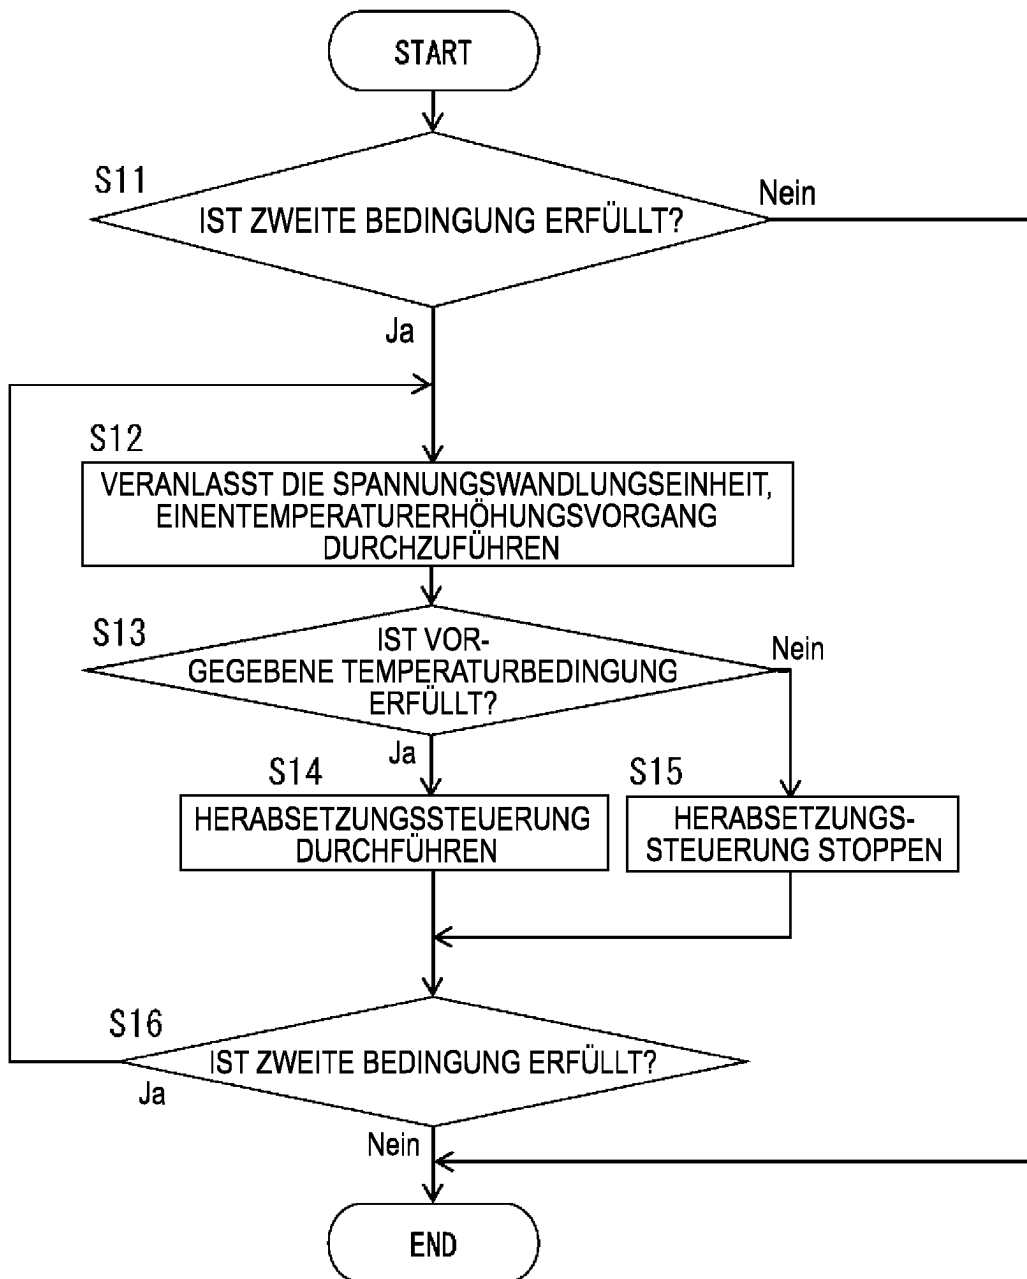 START
S11
IST ZWEITE BEDINGUNG ERFÜLLT?
Nein
Ja
S12
VERANLASST DIE SPANNUNGSWANDLUNGSEINHEIT,
EINENTEMPERATURERHÖHUNGSVORGANG
DURCHZUFÜHREN
S13
IST VOR-
GEGEBENE TEMPERATURBEDINGUNG
ERFÜLLT?
Nein
Ja
S14
HERABSETZUNGSSTEUERUNG
DURCHFÜHREN
S15
HERABSETZUNGS-
STEUERUNG STOPPEN
S16
IST ZWEITE BEDINGUNG ERFÜLLT?
Ja
Nein
END